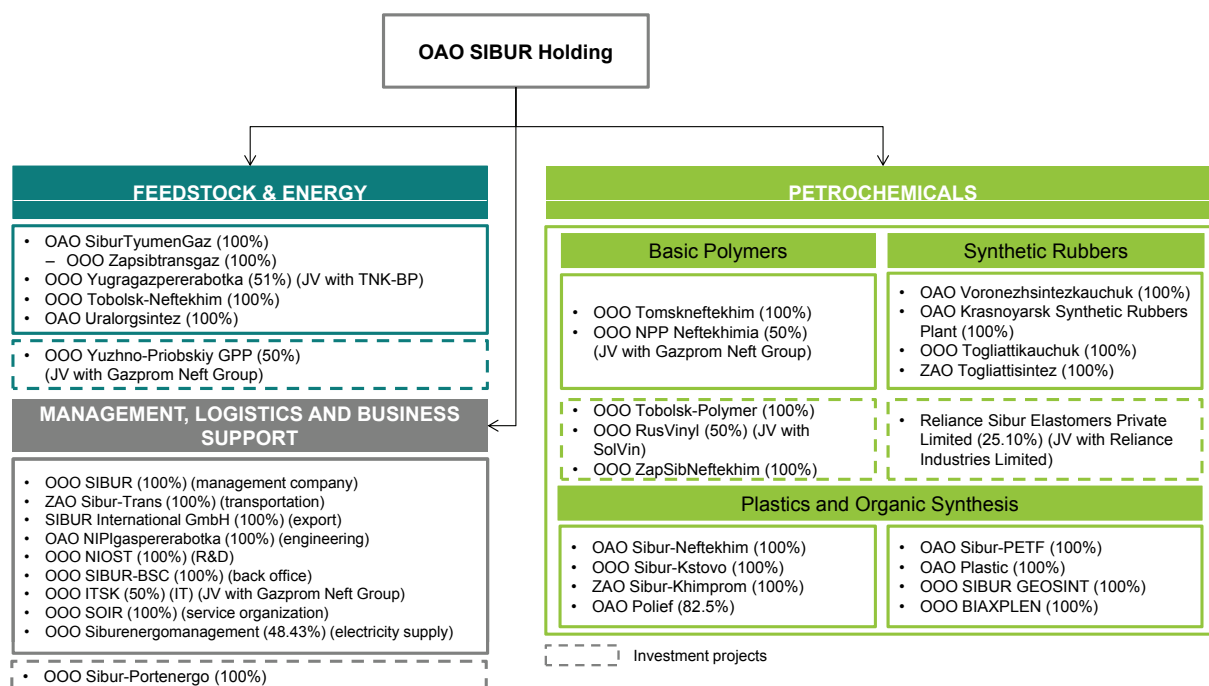 OAO SIBUR Holding
FEEDSTOCK & ENERGY
• OAO SiburTyumenGaz (100%)
– OOO Zapsibtransgaz (100%)
• OOO Yugragazpererabotka (51%) (JV with TNK-BP)
• OOO Tobolsk-Neftekhim (100%)
• OAO Uralorgsintez (100%)
• OOO Yuzhno-Priobskiy GPP (50%)
(JV with Gazprom Neft Group)
MANAGEMENT, LOGISTICS AND BUSINESS
SUPPORT
• OOO SIBUR (100%) (management company)
• ZAO Sibur-Trans (100%) (transportation)
• SIBUR International GmbH (100%) (export)
• OAO NIPIgaspererabotka (100%) (engineering)
• OOO NIOST (100%) (R&D)
• OOO SIBUR-BSC (100%) (back office)
• OOO ITSK (50%) (IT) (JV with Gazprom Neft Group)
• OOO SOIR (100%) (service organization)
• OOO Siburenergomanagement (48.43%) (electricity supply)
• OOO Sibur-Portenergo (100%)
PETROCHEMICALS
Basic Polymers
• OOO Tomskneftekhim (100%)
• OOO NPP Neftekhimia (50%)
(JV with Gazprom Neft Group)
• OOO Tobolsk-Polymer (100%)
• OOO RusVinyl (50%) (JV with
SolVin)
• OOO ZapSibNeftekhim (100%)
Synthetic Rubbers
• OAO Voronezhsintezkauchuk (100%)
• OAO Krasnoyarsk Synthetic Rubbers
Plant (100%)
• OOO Togliattikauchuk (100%)
• ZAO Togliattisintez (100%)
• Reliance Sibur Elastomers Private
Limited (25.10%) (JV with Reliance
Industries Limited)
Plastics and Organic Synthesis
• OAO Sibur-Neftekhim (100%)
• OOO Sibur-Kstovo (100%)
• ZAO Sibur-Khimprom (100%)
• OAO Polief (82.5%)
• OAO Sibur-PETF (100%)
• OAO Plastic (100%)
• OOO SIBUR GEOSINT (100%)
• OOO BIAXPLEN (100%)
Investment projects